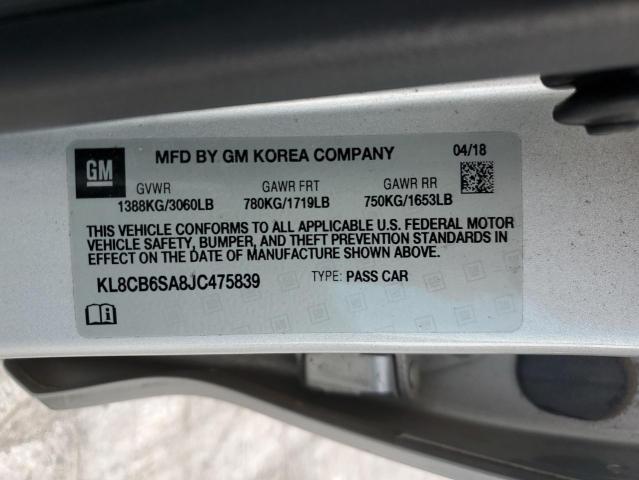 GM MFD BY GM KOREA COMPANY 04/18
GVWR GAWR FRT GAWR RR
1388KG/3060LB 780KG/1719LB 750KG/1653LB
THIS VEHICLE CONFORMS TO ALL APPLICABLE U.S. FEDERAL MOTOR
VEHICLE SAFETY, BUMPER, AND THEFT PREVENTION STANDARDS IN
EFFECT ON THE DATE OF MANUFACTURE SHOWN ABOVE.
KL8CB6SA8JC475839 TYPE: PASS CAR